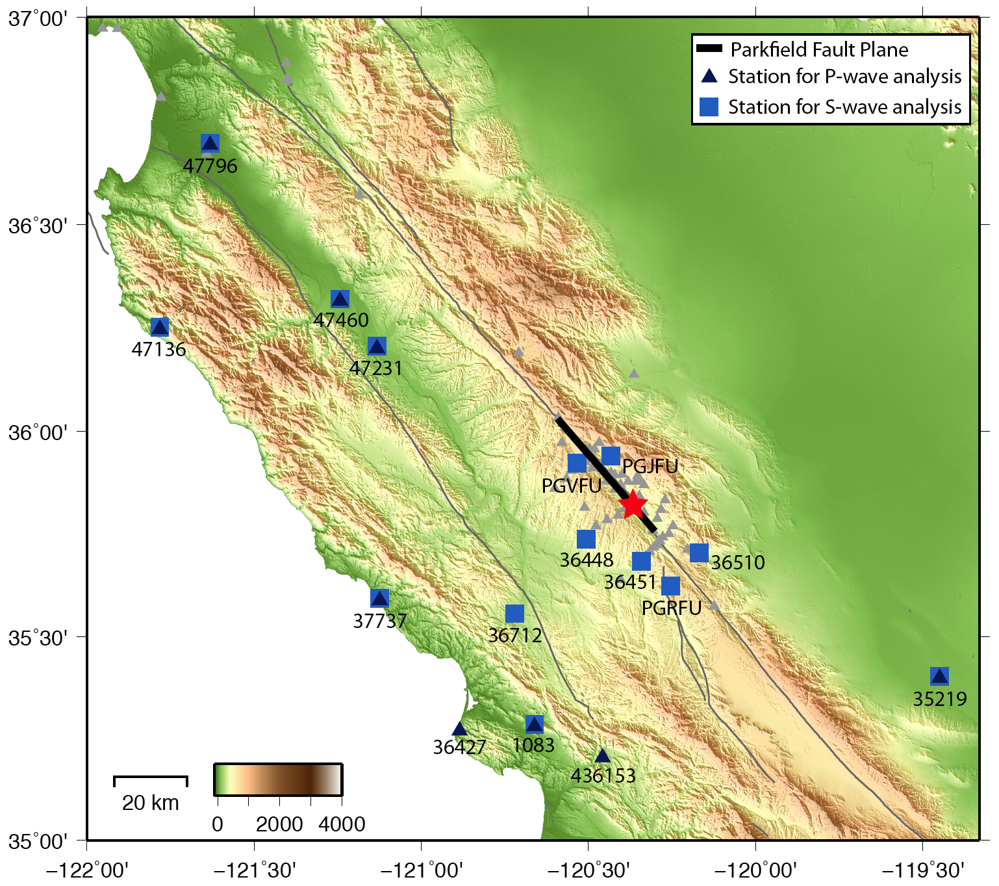 37°00'
36°30'
36°00'
35°30'
35°00'
Parkfield Fault Plane
Station for P-wave analysis
Station for S-wave analysis
47796
47460
47136
47231
PGJFU
PGVFU
36448
36510
36451
PGRFU
37737
36712
35219
36427
1083
436153
20 km
0 2000 4000
−122°00' −121°30' −121°00' −120°30' −120°00' −119°30'